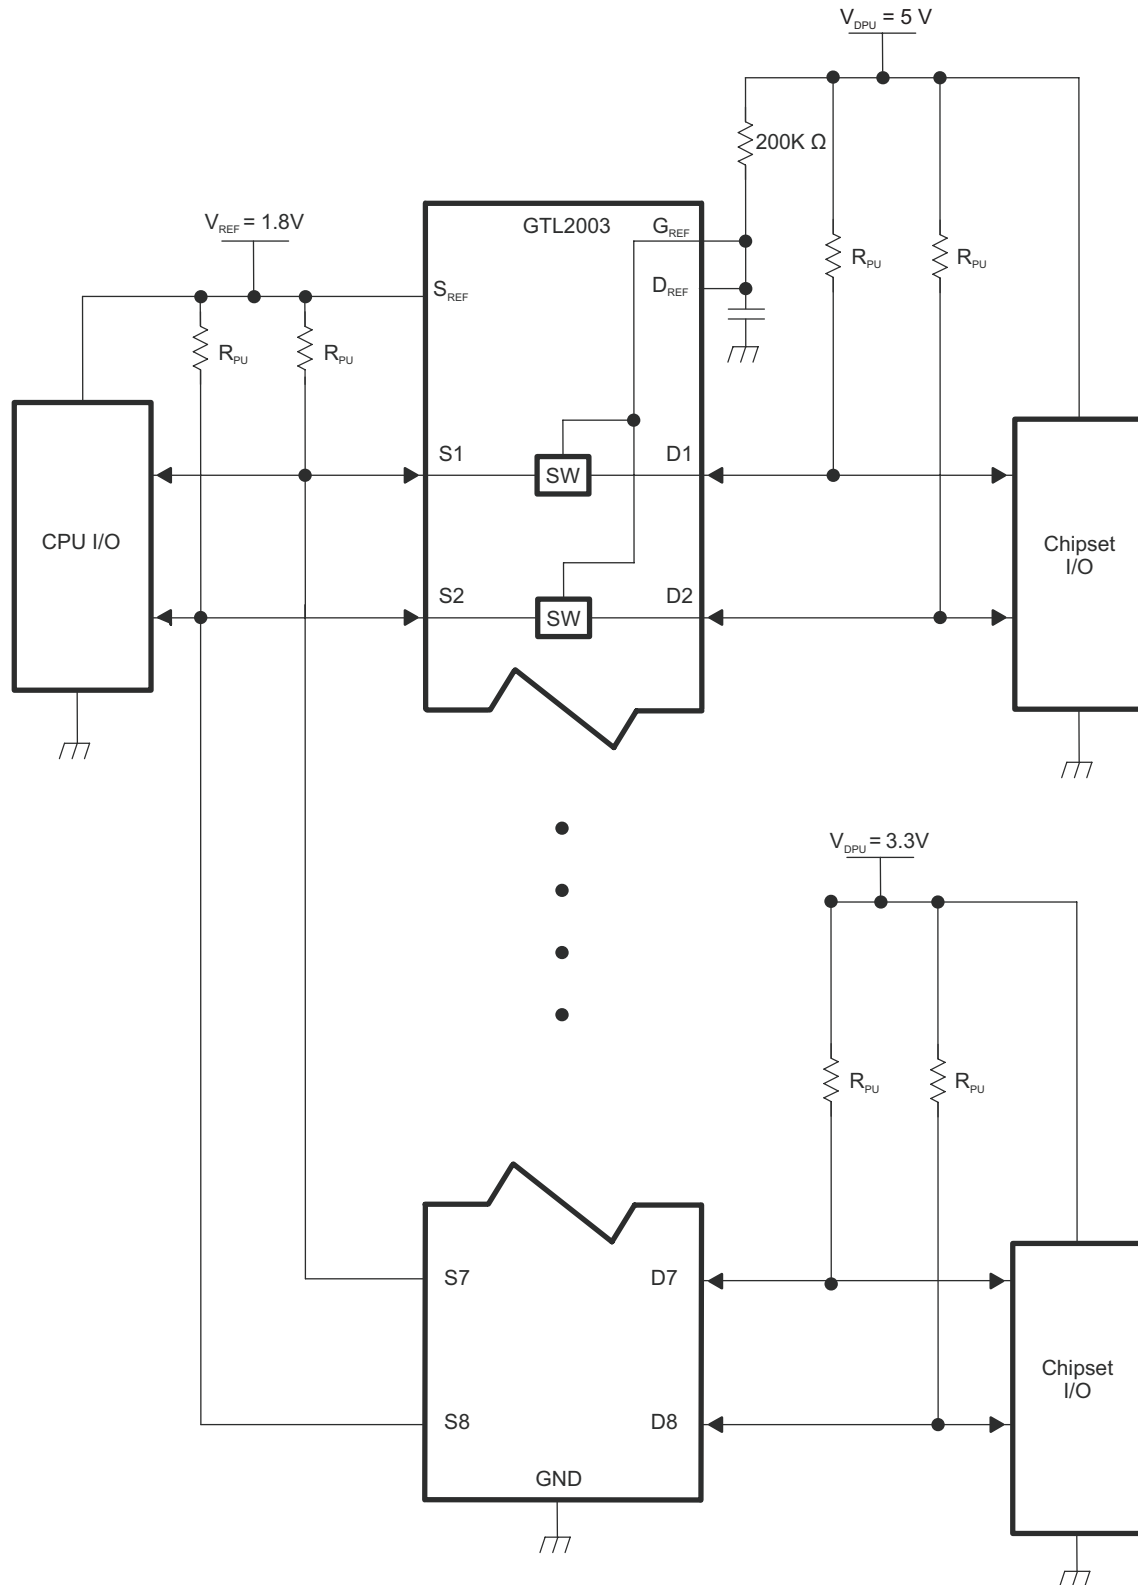 V_DPU = 5 V
200K Ω
V_REF = 1.8V
GTL2003
G_REF
R_PU
R_PU
S_REF
D_REF
R_PU
R_PU
S1
D1
SW
CPU I/O
Chipset
I/O
S2
D2
SW
V_DPU = 3.3V
R_PU
R_PU
S7
D7
Chipset
I/O
S8
D8
GND